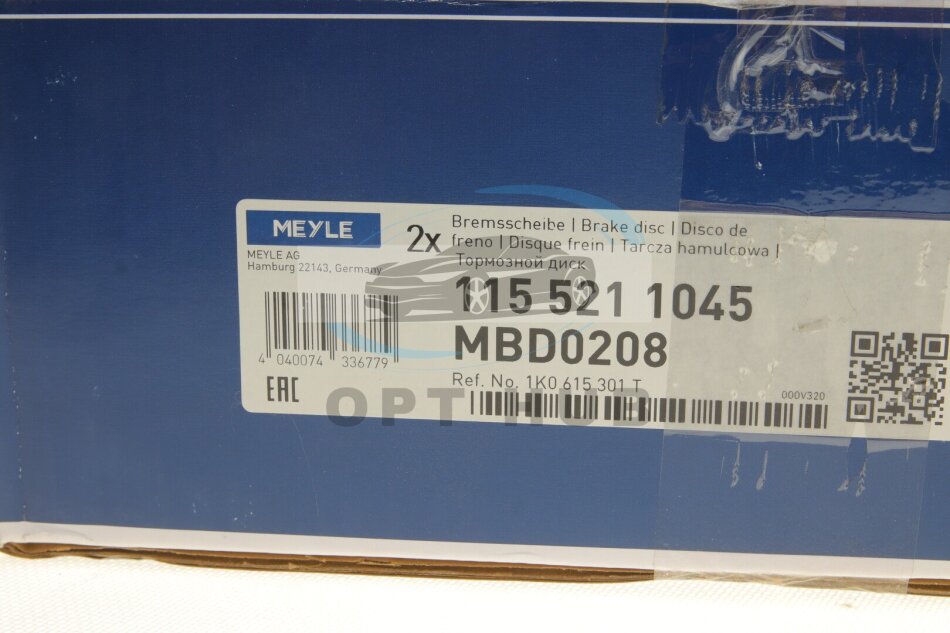 MEYLE
MEYLE AG
Hamburg 22143, Germany
2x
Bremsscheibe | Brake disc | Disco de
freno | Disque frein | Tarcza hamulcowa |
Тормозной диск
115 521 1045
MBD0208
Ref. No. 1K0 615 301 T
000V320
4 040074 336779
EAC
OPT HUB